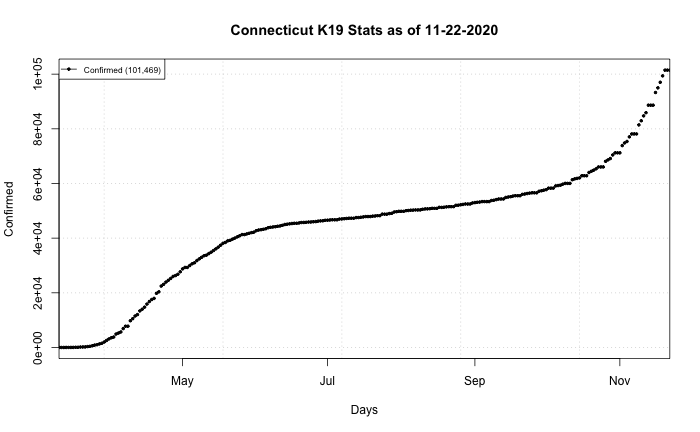 Connecticut K19 Stats as of 11-22-2020
Confirmed (101,469)
1e+05
8e+04
6e+04
4e+04
2e+04
0e+00
Confirmed
May Jul Sep Nov
Days